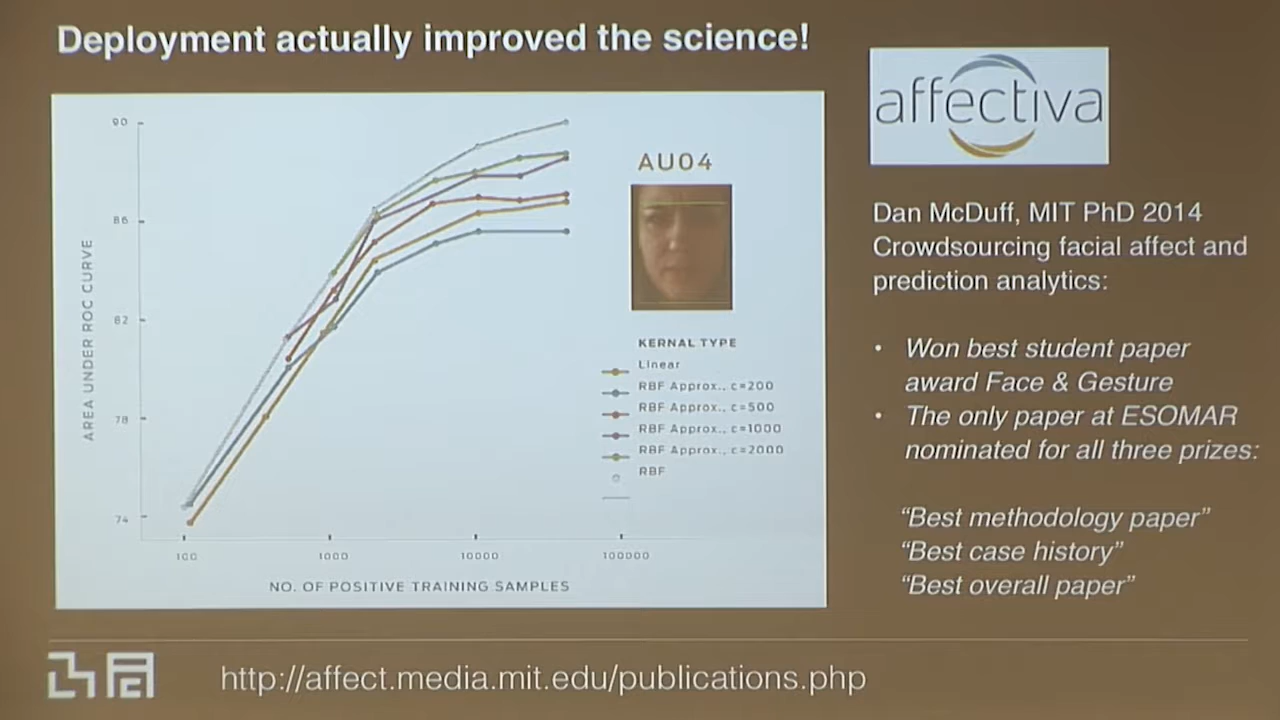 Deployment actually improved the science!
90
86
82
78
74
AREA UNDER ROC CURVE
100
1000
10000
100000
NO. OF POSITIVE TRAINING SAMPLES
AU04
KERNAL TYPE
Linear
RBF Approx., c=200
RBF Approx., c=500
RBF Approx., c=1000
RBF Approx., c=2000
RBF
affectiva
Dan McDuff, MIT PhD 2014
Crowdsourcing facial affect and
prediction analytics:
• Won best student paper
award Face & Gesture
• The only paper at ESOMAR
nominated for all three prizes:
“Best methodology paper”
“Best case history”
“Best overall paper”
http://affect.media.mit.edu/publications.php